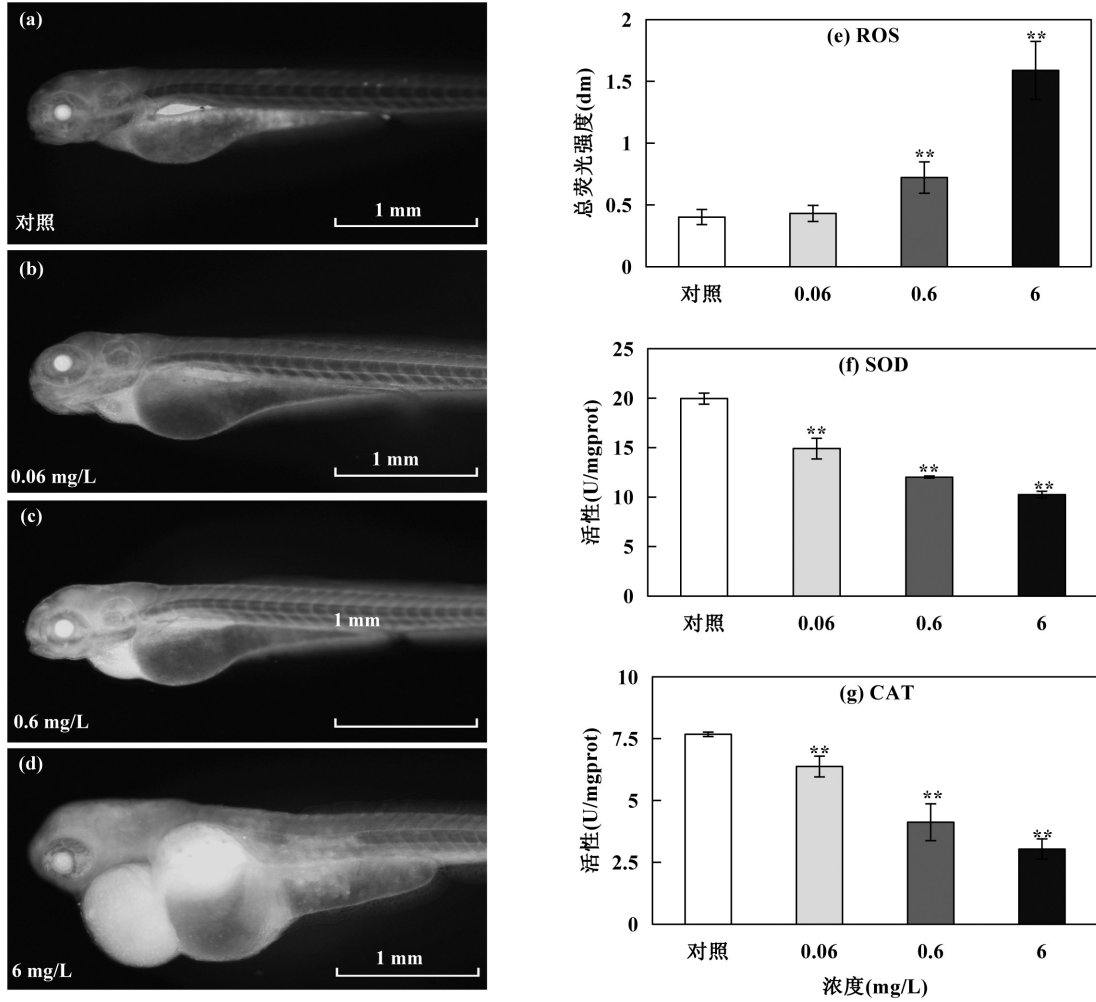 (a)
对照
1 mm
(b)
0.06 mg/L
1 mm
(c)
1 mm
0.6 mg/L
(d)
6 mg/L
1 mm
(e) ROS
总荧光强度(dm)
2
1.5
1
0.5
0
**
**
对照 0.06 0.6 6
(f) SOD
活性(U/mgprot)
25
20
15
10
5
0
**
**
**
对照 0.06 0.6 6
(g) CAT
活性(U/mgprot)
10
7.5
5
2.5
0
**
**
**
对照 0.06 0.6 6
浓度(mg/L)